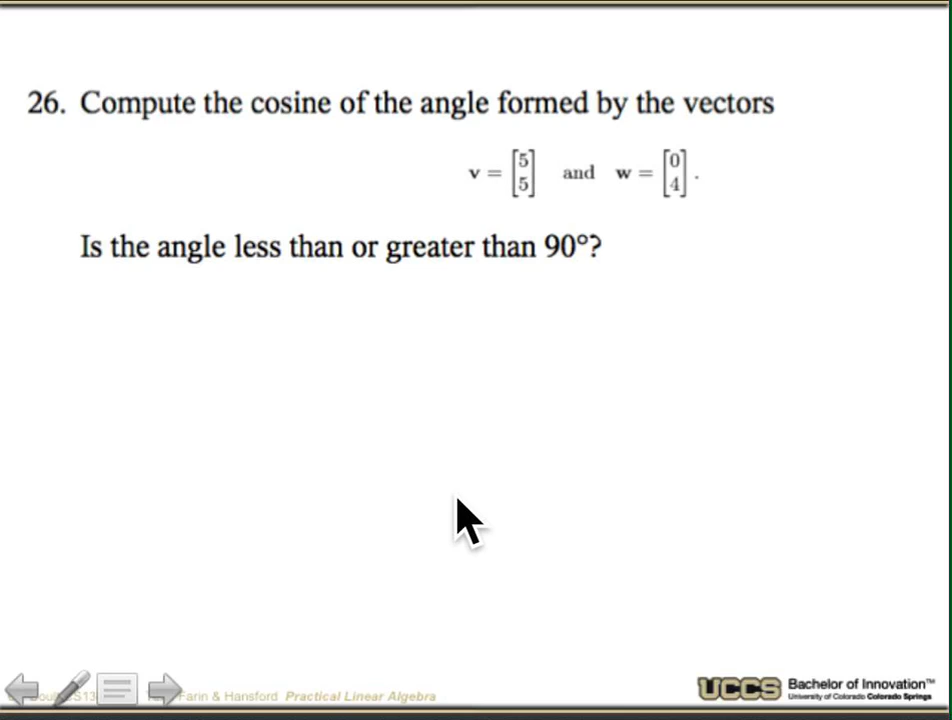 26. Compute the cosine of the angle formed by the vectors
v = [5 5] and w = [0 4].
Is the angle less than or greater than 90°?
Farin & Hansford Practical Linear Algebra
UCCS
Bachelor of Innovation™
University of Colorado Colorado Springs